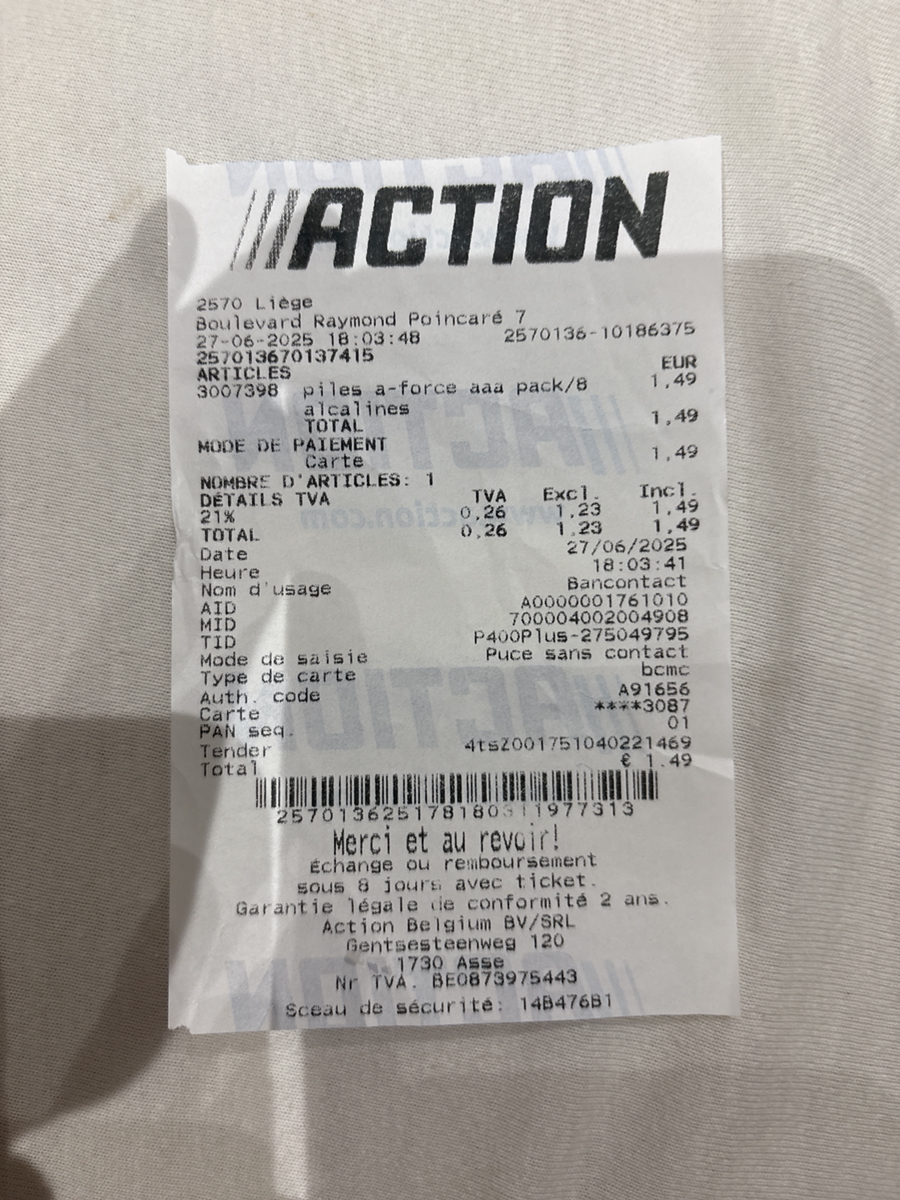 ///ACTION
2570 Liège
Boulevard Raymond Poincaré 7
27-06-2025 18:03:48 2570136-10186375
257013670137415
ARTICLES EUR
3007398 piles a-force aaa pack/8 1,49
alcalines
TOTAL 1,49
MODE DE PAIEMENT
Carte 1,49
NOMBRE D'ARTICLES: 1
DÉTAILS TVA TVA Excl. Incl.
21% 0,26 1,23 1,49
TOTAL 0,26 1,23 1,49
Date 27/06/2025
Heure 18:03:41
Nom d'usage Bancontact
AID A0000001761010
MID 700004002004908
TID P400Plus-275049795
Mode de saisie Puce sans contact
Type de carte bcmc
Auth. code A91656
Carte ****3087
PAN seq. 01
Tender 4tsZ001751040221469
Total € 1.49
Merci et au revoir!
Échange ou remboursement
sous 8 jours avec ticket.
Garantie légale de conformité 2 ans.
Action Belgium BV/SRL
Gentsesteenweg 120
1730 Asse
Nr TVA. BE0873975443
Sceau de sécurité: 14B476B1